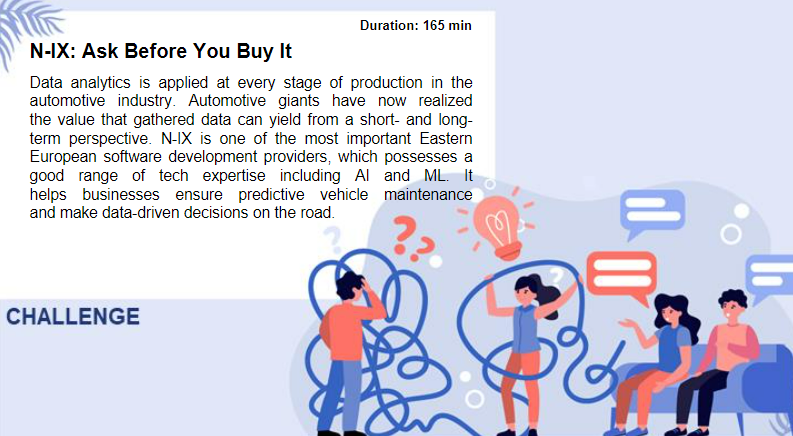 Duration: 165 min
N-IX: Ask Before You Buy It
Data analytics is applied at every stage of production in the
automotive industry. Automotive giants have now realized
the value that gathered data can yield from a short- and long-
term perspective. N-IX is one of the most important Eastern
European software development providers, which possesses a
good range of tech expertise including AI and ML. It
helps businesses ensure predictive vehicle maintenance
and make data-driven decisions on the road.
CHALLENGE